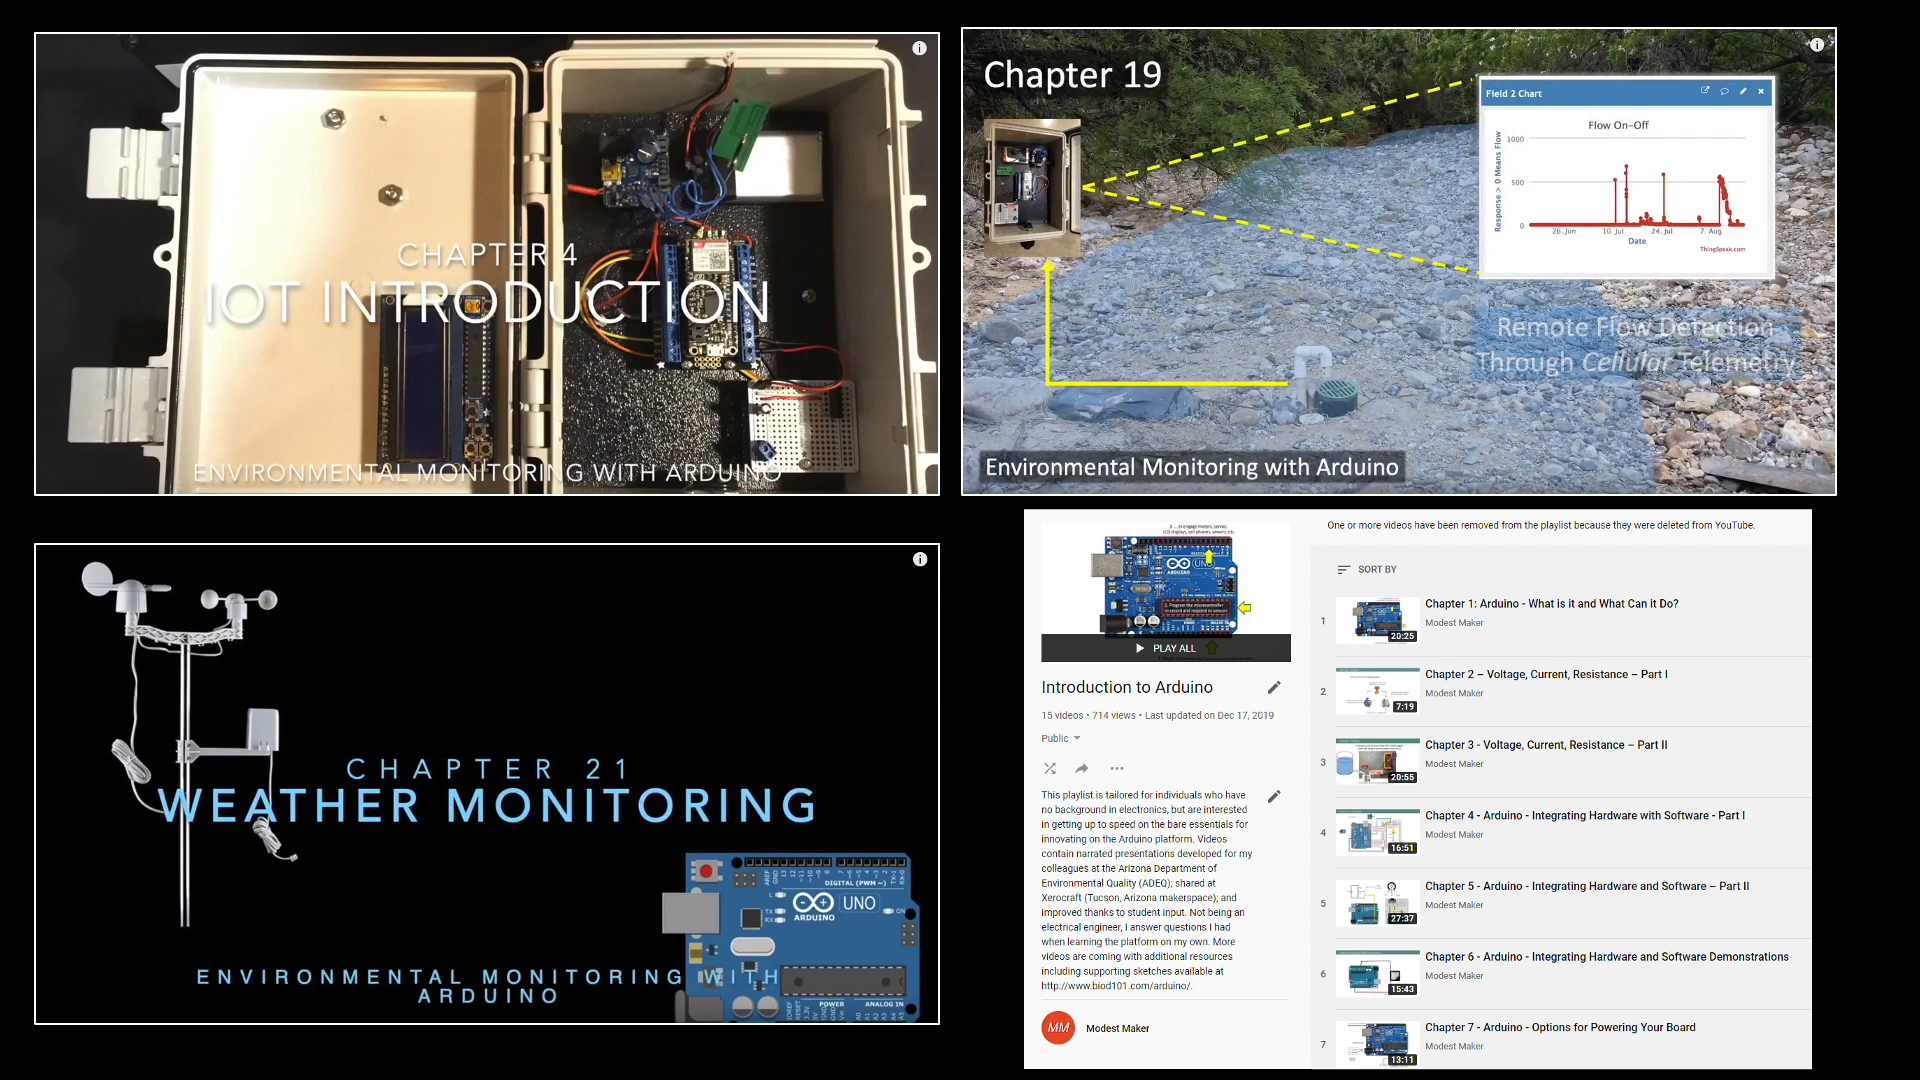 CHAPTER 4
IOT INTRODUCTION
ENVIRONMENTAL MONITORING WITH ARDUINO
Chapter 19
Field 2 Chart
Flow On-Off
Response > 0 Means Flow
1000
500
0
26. Jun
10. Jul
24. Jul
7. Aug
Date
ThingSpeak.com
Remote Flow Detection
Through Cellular Telemetry
Environmental Monitoring with Arduino
CHAPTER 21
WEATHER MONITORING
ENVIRONMENTAL MONITORING WITH
ARDUINO
DIGITAL (PWM ~)
UNO
ARDUINO
ON
TX
RX
L
AREF
GND
POWER
ANALOG IN
One or more videos have been removed from the playlist because they were deleted from YouTube.
PLAY ALL
Introduction to Arduino
15 videos • 714 views • Last updated on Dec 17, 2019
Public
This playlist is tailored for individuals who have
no background in electronics, but are interested
in getting up to speed on the bare essentials for
innovating on the Arduino platform. Videos
contain narrated presentations developed for my
colleagues at the Arizona Department of
Environmental Quality (ADEQ); shared at
Xerocraft (Tucson, Arizona makerspace); and
improved thanks to student input. Not being an
electrical engineer, I answer questions I had
when learning the platform on my own. More
videos are coming with additional resources
including supporting sketches available at
http://www.biod101.com/arduino/.
MM
Modest Maker
SORT BY
1
20:25
Chapter 1: Arduino - What is it and What Can it Do?
Modest Maker
2
7:19
Chapter 2 – Voltage, Current, Resistance – Part I
Modest Maker
3
20:55
Chapter 3 - Voltage, Current, Resistance – Part II
Modest Maker
4
16:51
Chapter 4 - Arduino - Integrating Hardware with Software - Part I
Modest Maker
5
27:37
Chapter 5 - Arduino - Integrating Hardware and Software – Part II
Modest Maker
6
15:43
Chapter 6 - Arduino - Integrating Hardware and Software Demonstrations
Modest Maker
7
13:11
Chapter 7 - Arduino - Options for Powering Your Board
Modest Maker